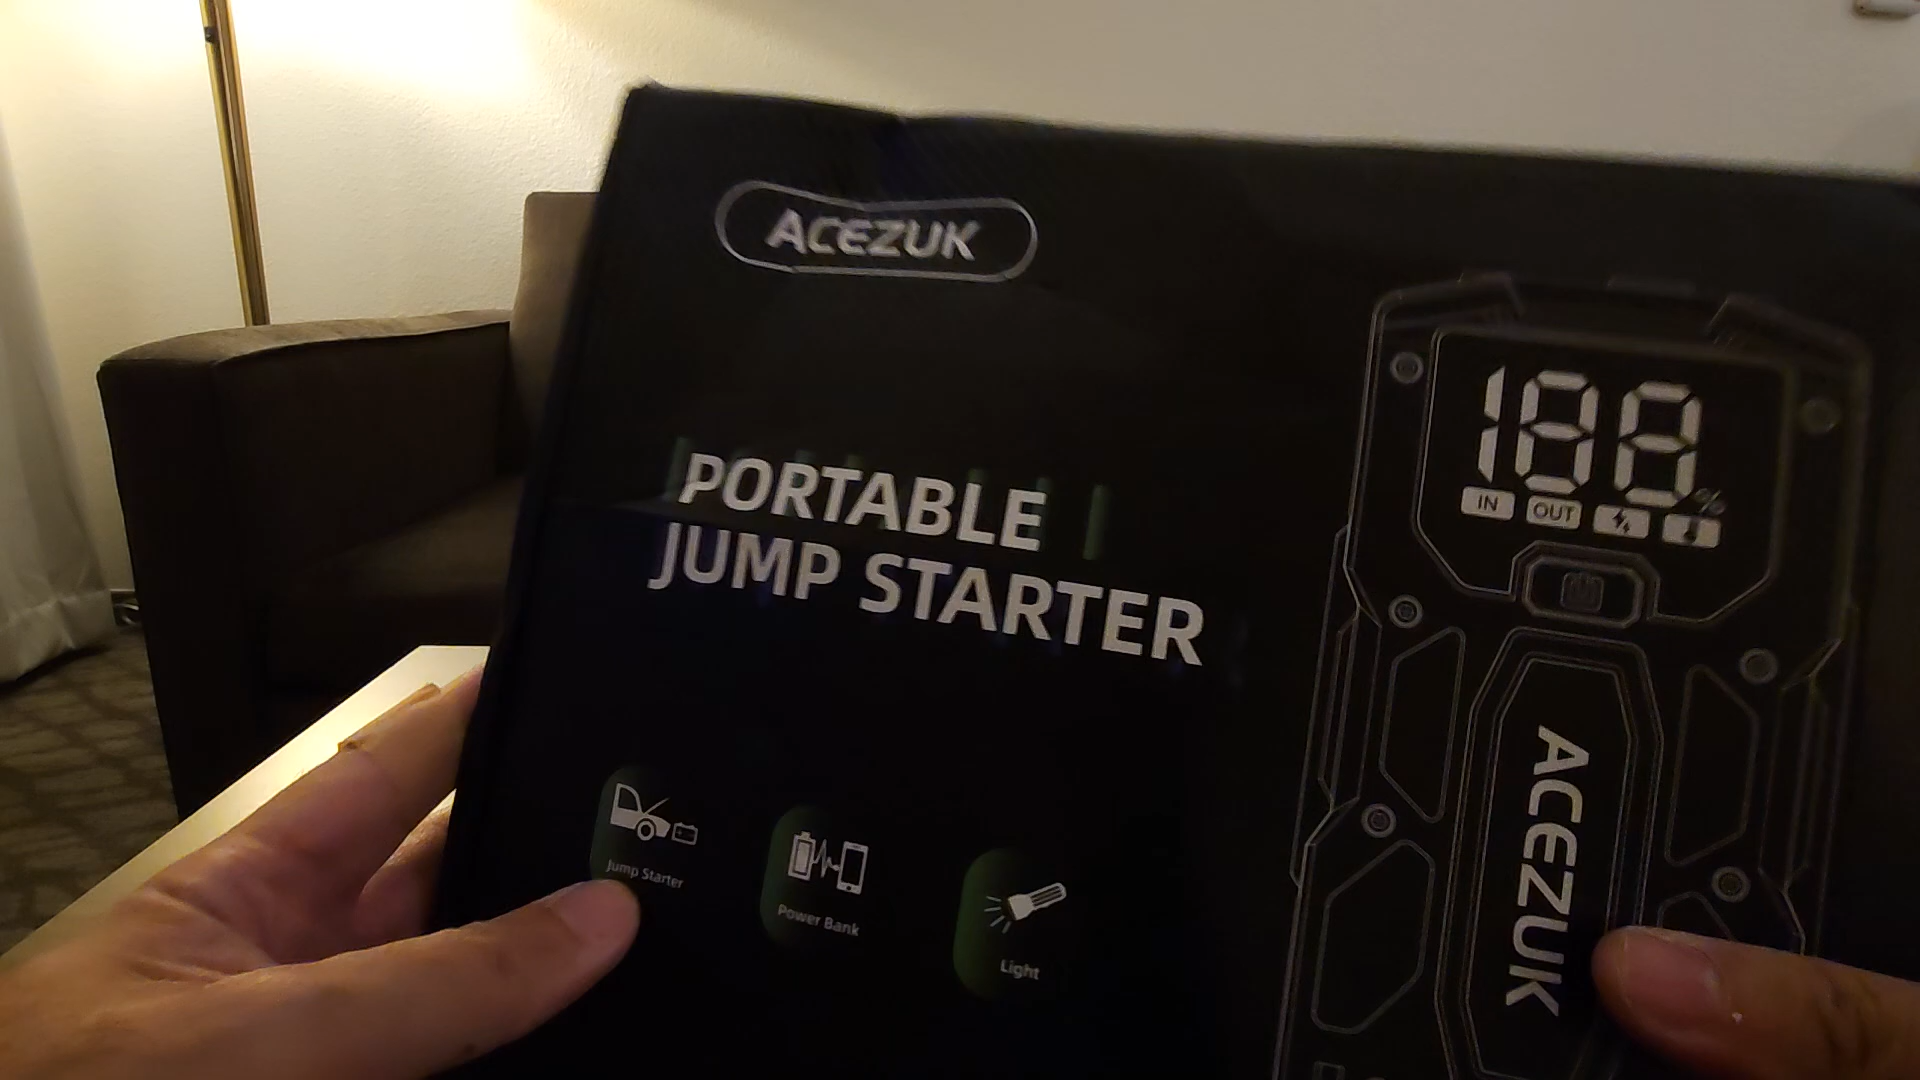 ACEZUK
PORTABLE
JUMP STARTER
Jump Starter
Power Bank
Light
188%
IN OUT
ACEZUK